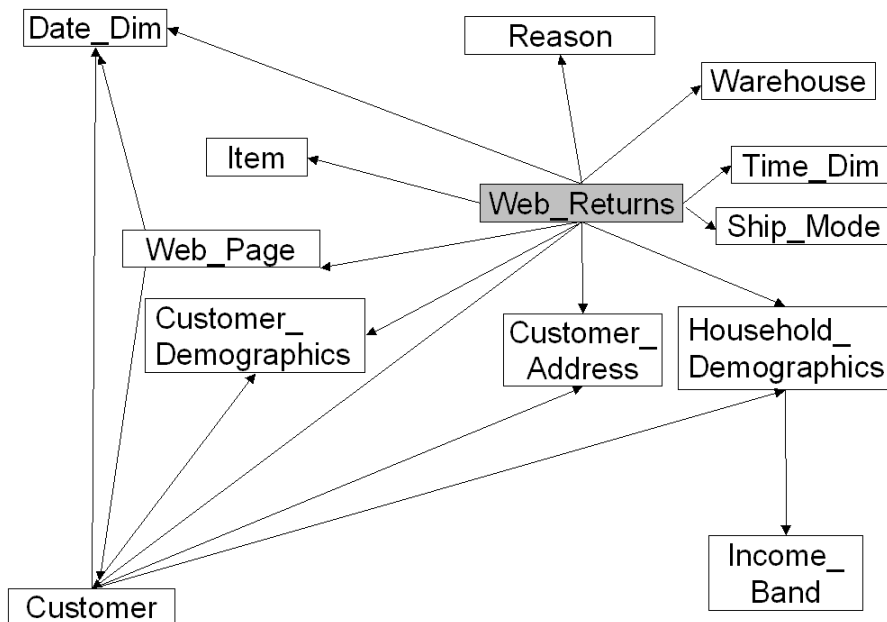 Date_Dim
Reason
Warehouse
Item
Time_Dim
Web_Returns
Ship_Mode
Web_Page
Customer_
Demographics
Customer_
Address
Household_
Demographics
Income_
Band
Customer